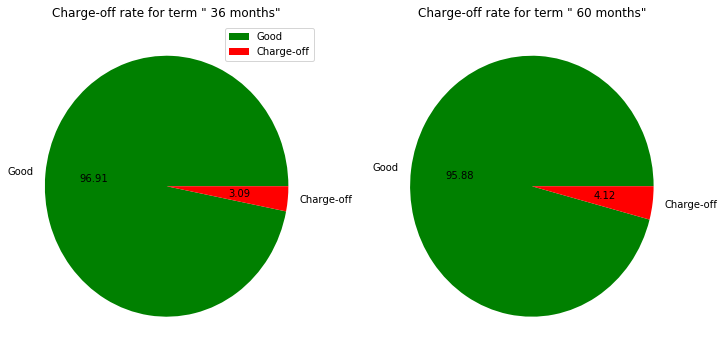 Charge-off rate for term " 36 months"
Good
Charge-off
Good
96.91
3.09
Charge-off
Charge-off rate for term " 60 months"
Good
95.88
4.12
Charge-off